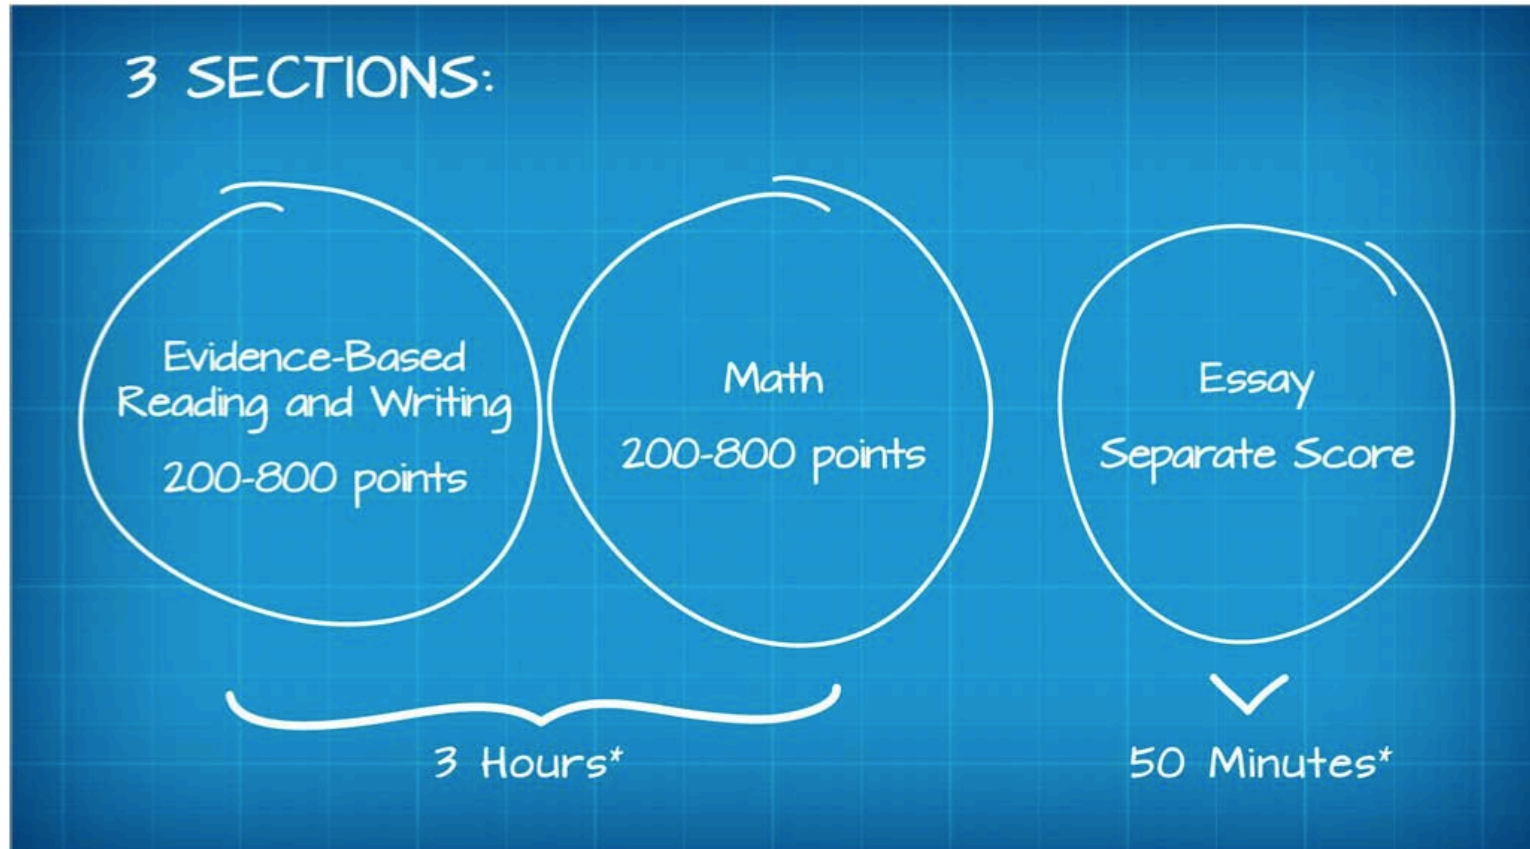 3 SECTIONS:
Evidence-Based
Reading and Writing
200-800 points
Math
200-800 points
Essay
Separate Score
3 Hours*
50 Minutes*